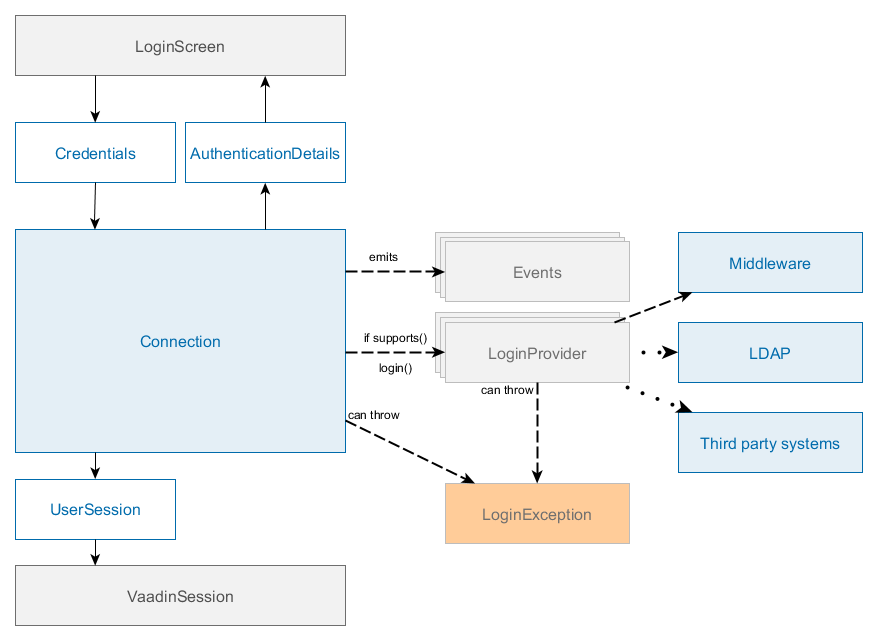 LoginScreen
Credentials
AuthenticationDetails
emits
Events
Middleware
Connection
if supports()
login()
LoginProvider
LDAP
can throw
can throw
Third party systems
UserSession
LoginException
VaadinSession